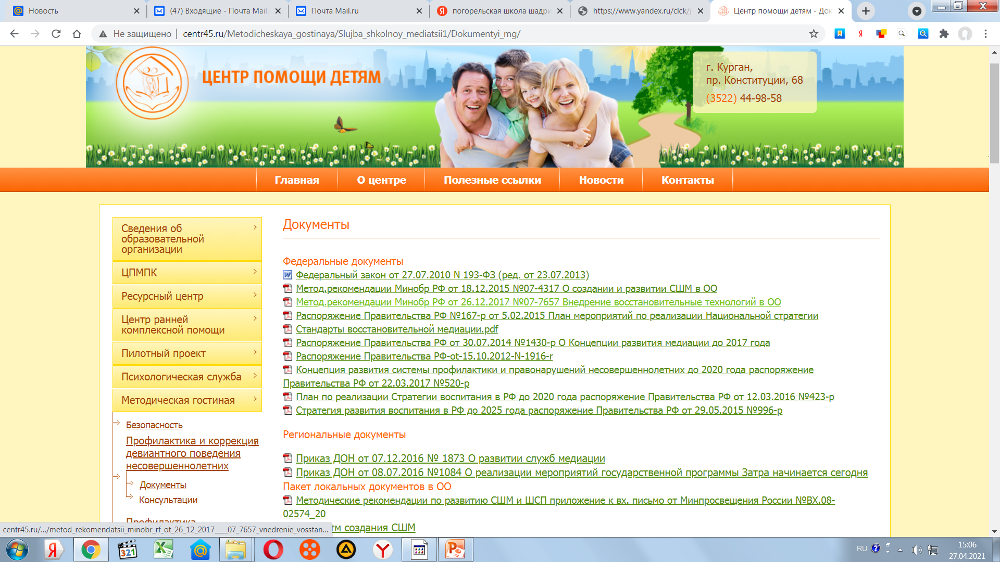 Новость
(47) Входящие - Почта Mail.
Почта Mail.ru
погорельская школа шадри
https://www.yandex.ru/clck/j
Центр помощи детям - Док
Не защищено
centr45.ru/Metodicheskaya_gostinaya/Slujba_shkolnoy_mediatsii1/Dokumentyi_mg/
ЦЕНТР ПОМОЩИ ДЕТЯМ
г. Курган,
пр. Конституции, 68
(3522) 44-98-58
Главная
О центре
Полезные ссылки
Новости
Контакты
Сведения об
образовательной
организации
ЦПМПК
Ресурсный центр
Центр ранней
комплексной помощи
Пилотный проект
Психологическая служба
Методическая гостиная
Безопасность
Профилактика и коррекция
девиантного поведения
несовершеннолетних
Документы
Консультации
Профилактика
Документы
Федеральные документы
Федеральный закон от 27.07.2010 N 193-ФЗ (ред. от 23.07.2013)
Метод.рекомендации Минобр РФ от 18.12.2015 №07-4317 О создании и развитии СШМ в ОО
Метод.рекомендации Минобр РФ от 26.12.2017 №07-7657 Внедрение восстановительные технологий в ОО
Распоряжение Правительства РФ №167-р от 5.02.2015 План мероприятий по реализации Национальной стратегии
Стандарты восстановительной медиации.pdf
Распоряжение Правительства РФ от 30.07.2014 №1430-р О Концепции развития медиации до 2017 года
Распоряжение Правительства РФ-ot-15.10.2012-N-1916-r
Концепция развития системы профилактики и правонарушений несовершеннолетних до 2020 года распоряжение
Правительства РФ от 22.03.2017 №520-р
План по реализации Стратегии воспитания в РФ до 2020 года распоряжение Правительства РФ от 12.03.2016 №423-р
Стратегия развития воспитания в РФ до 2025 года распоряжение Правительства РФ от 29.05.2015 №996-р
Региональные документы
Приказ ДОН от 07.12.2016 № 1873 О развитии служб медиации
Приказ ДОН от 08.07.2016 №1084 О реализации мероприятий государственной программы Затра начинается сегодня
Пакет локальных документов в ОО
Методические рекомендации по развитию СШМ и ШСП приложение к вх. письмо от Минпросвещения России №ВХ.08-
02574_20
тм создания СШМ
centr45.ru/.../metod_rekomendatsii_minobr_rf_ot_26_12_2017____07_7657_vnedrenie_vosstan...
321
RU
15:06
27.04.2021